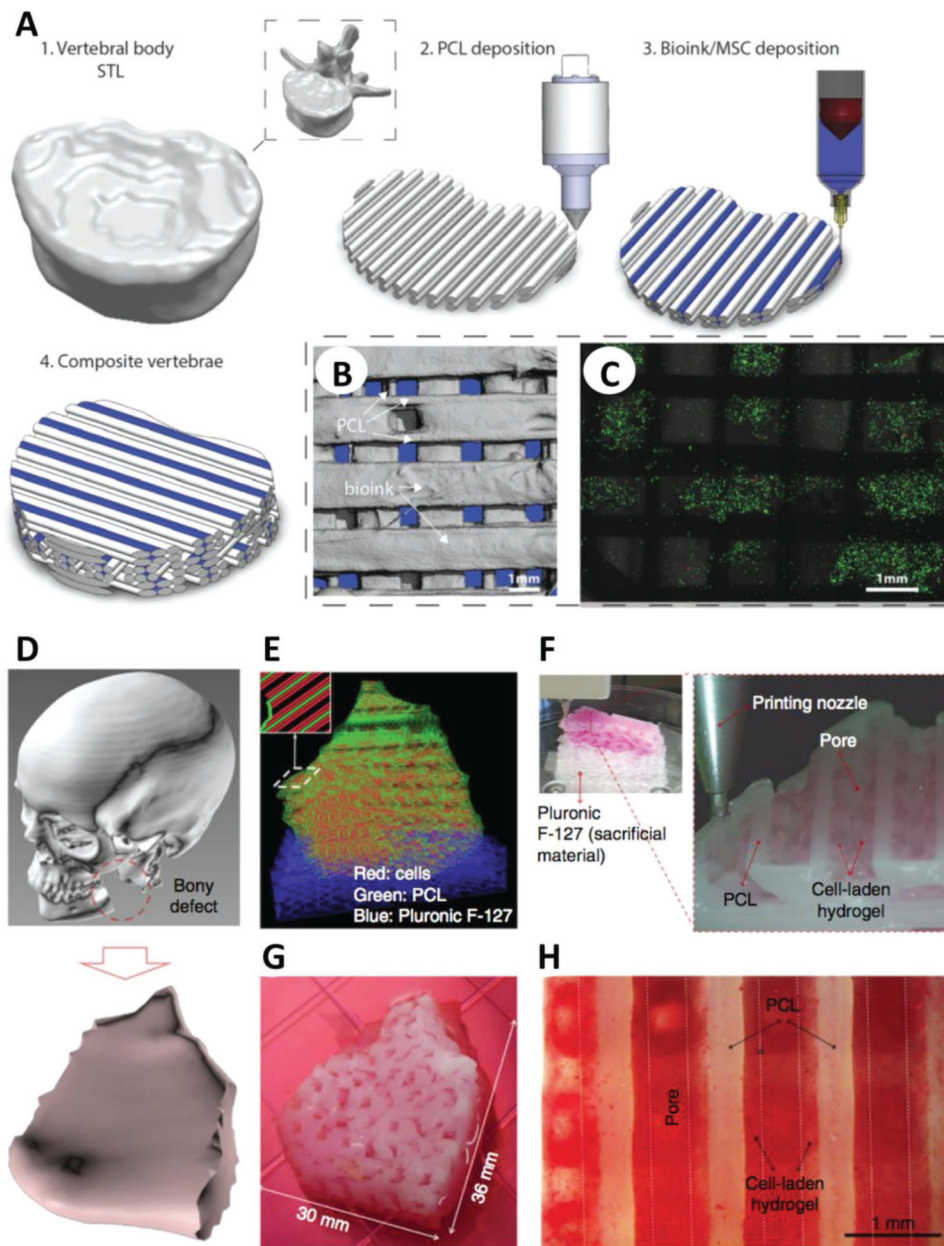 A
1. Vertebral body
STL
2. PCL deposition
3. Bioink/MSC deposition
4. Composite vertebrae
B
PCL
bioink
1mm
C
1mm
D
Bony
defect
E
Red: cells
Green: PCL
Blue: Pluronic F-127
F
Pluronic
F-127 (sacrificial
material)
Printing nozzle
Pore
PCL
Cell-laden
hydrogel
G
30 mm
36 mm
H
PCL
Pore
Cell-laden
hydrogel
1 mm